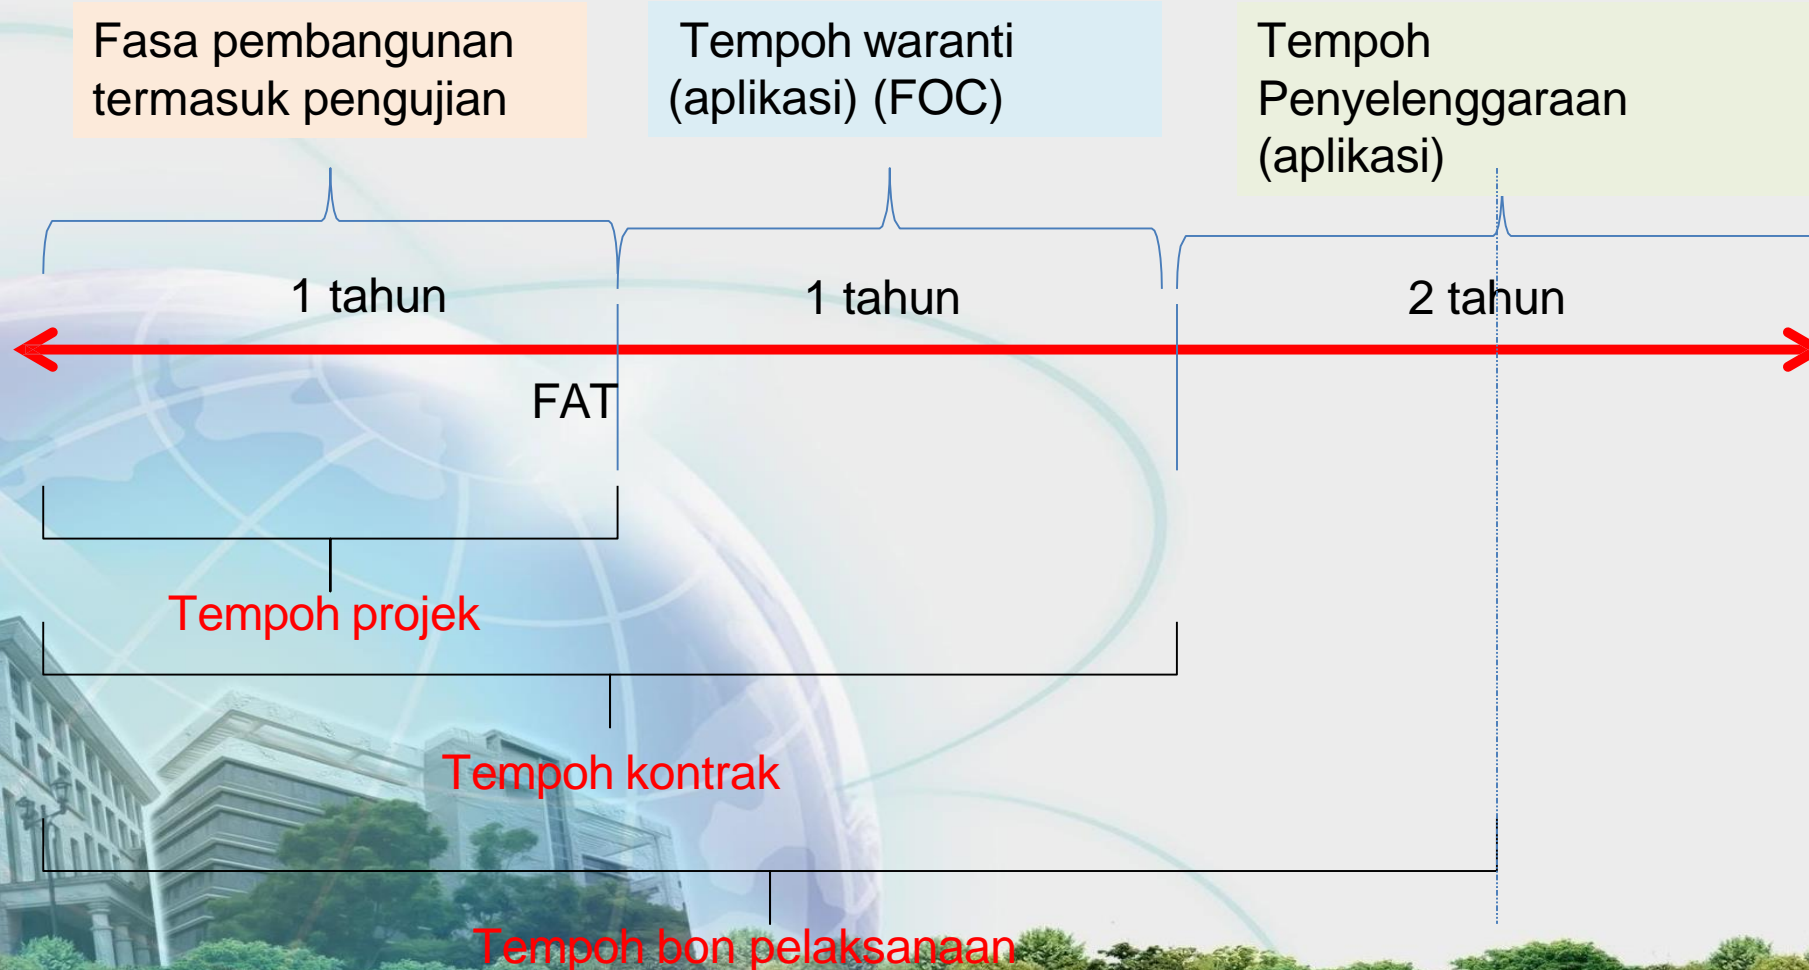 Fasa pembangunan
termasuk pengujian
Tempoh waranti
(aplikasi) (FOC)
Tempoh
Penyelenggaraan
(aplikasi)
1 tahun
1 tahun
2 tahun
FAT
Tempoh projek
Tempoh kontrak
Tempoh bon pelaksanaan